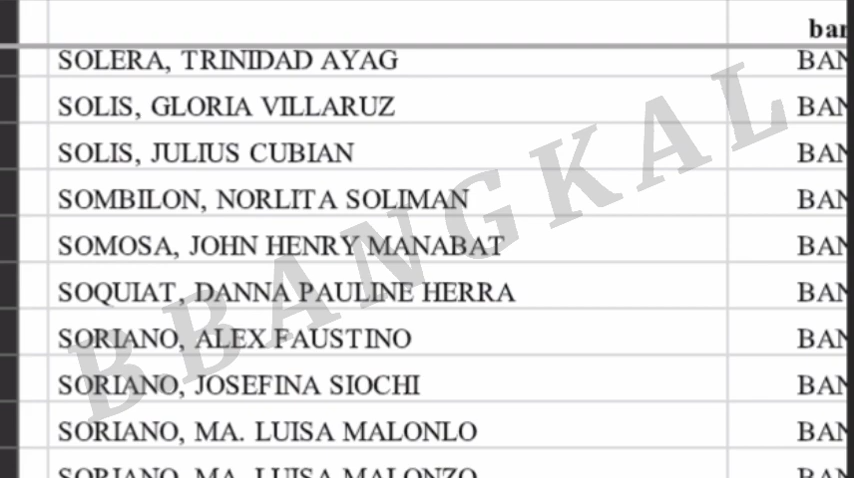 bar
SOLERA, TRINIDAD AYAG BAN
SOLIS, GLORIA VILLARUZ BAN
SOLIS, JULIUS CUBIAN BAN
SOMBILON, NORLITA SOLIMAN BAN
SOMOSA, JOHN HENRY MANABAT BAN
SOQUIAT, DANNA PAULINE HERRA BAN
SORIANO, ALEX FAUSTINO BAN
SORIANO, JOSEFINA SIOCHI BAN
SORIANO, MA. LUISA MALONLO BAN
SORIANO, MA. LUISA MALONZO BAN
B.BANGKAL